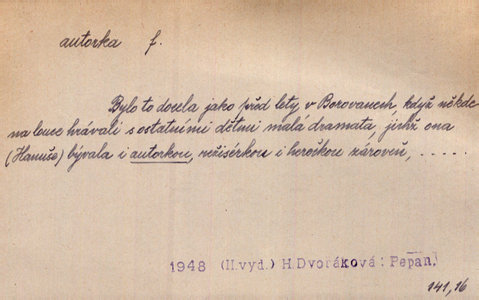 autorka f.
Bylo to docela jako před lety, v Borovanech, když někde
na louce hrávali s ostatními dětmi malá dramata, jichž ona
(Hanuše) bývala i autorkou, režisérkou i herečkou zároveň, .....
1948 (II.vyd.) H.Dvoráková: Pepan.
141,16